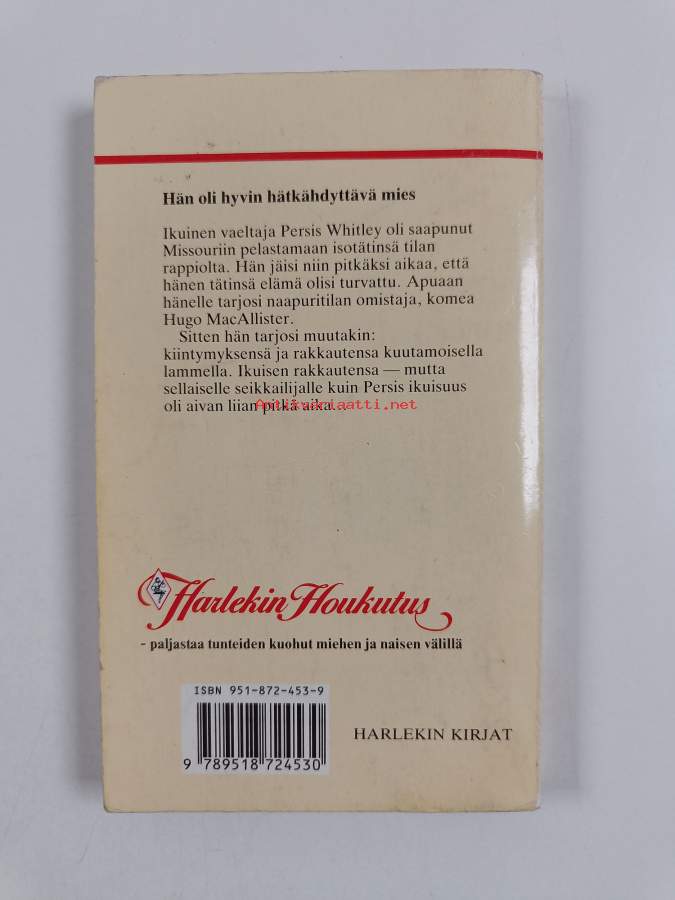 Hän oli hyvin hätkähdyttävä mies
Ikuinen vaeltaja Persis Whitley oli saapunut
Missouriin pelastamaan isotätinsä tilan
rappiolta. Hän jäisi niin pitkäksi aikaa, että
hänen tätinsä elämä olisi turvattu. Apuaan
hänelle tarjosi naapuritilan omistaja, komea
Hugo MacAllister.
Sitten hän tarjosi muutakin:
kiintymyksensä ja rakkautensa kuutamoisella
lammella. Ikuisen rakkautensa — mutta
sellaiselle seikkailijalle kuin Persis ikuisuus
oli aivan liian pitkä aika...
Antikvariaatti.net
Harlekin Houkutus
- paljastaa tunteiden kuohut miehen ja naisen välillä
ISBN 951-872-453-9
9 789518 724530
HARLEKIN KIRJAT